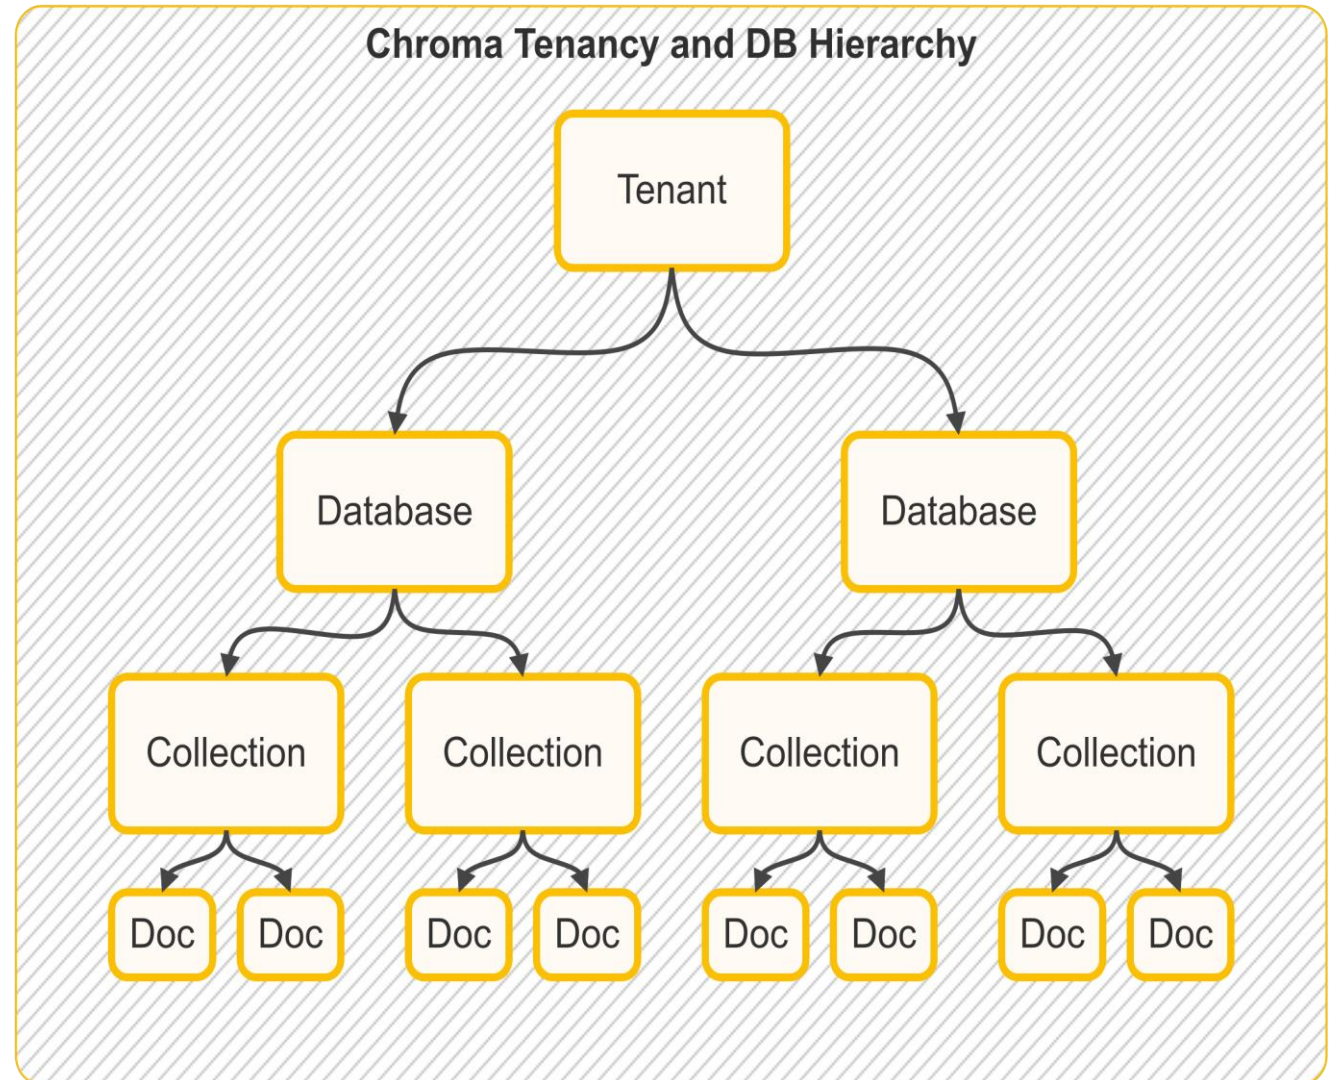 Chroma Tenancy and DB Hierarchy
Tenant
Database Database
Collection Collection Collection Collection
Doc Doc Doc Doc Doc Doc Doc Doc